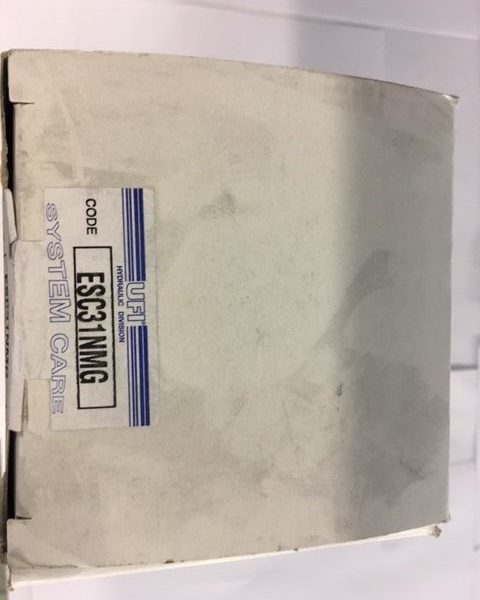 UFI
HYDRAULIC DIVISION
CODE
ESC31NMG
SYSTEM CARE